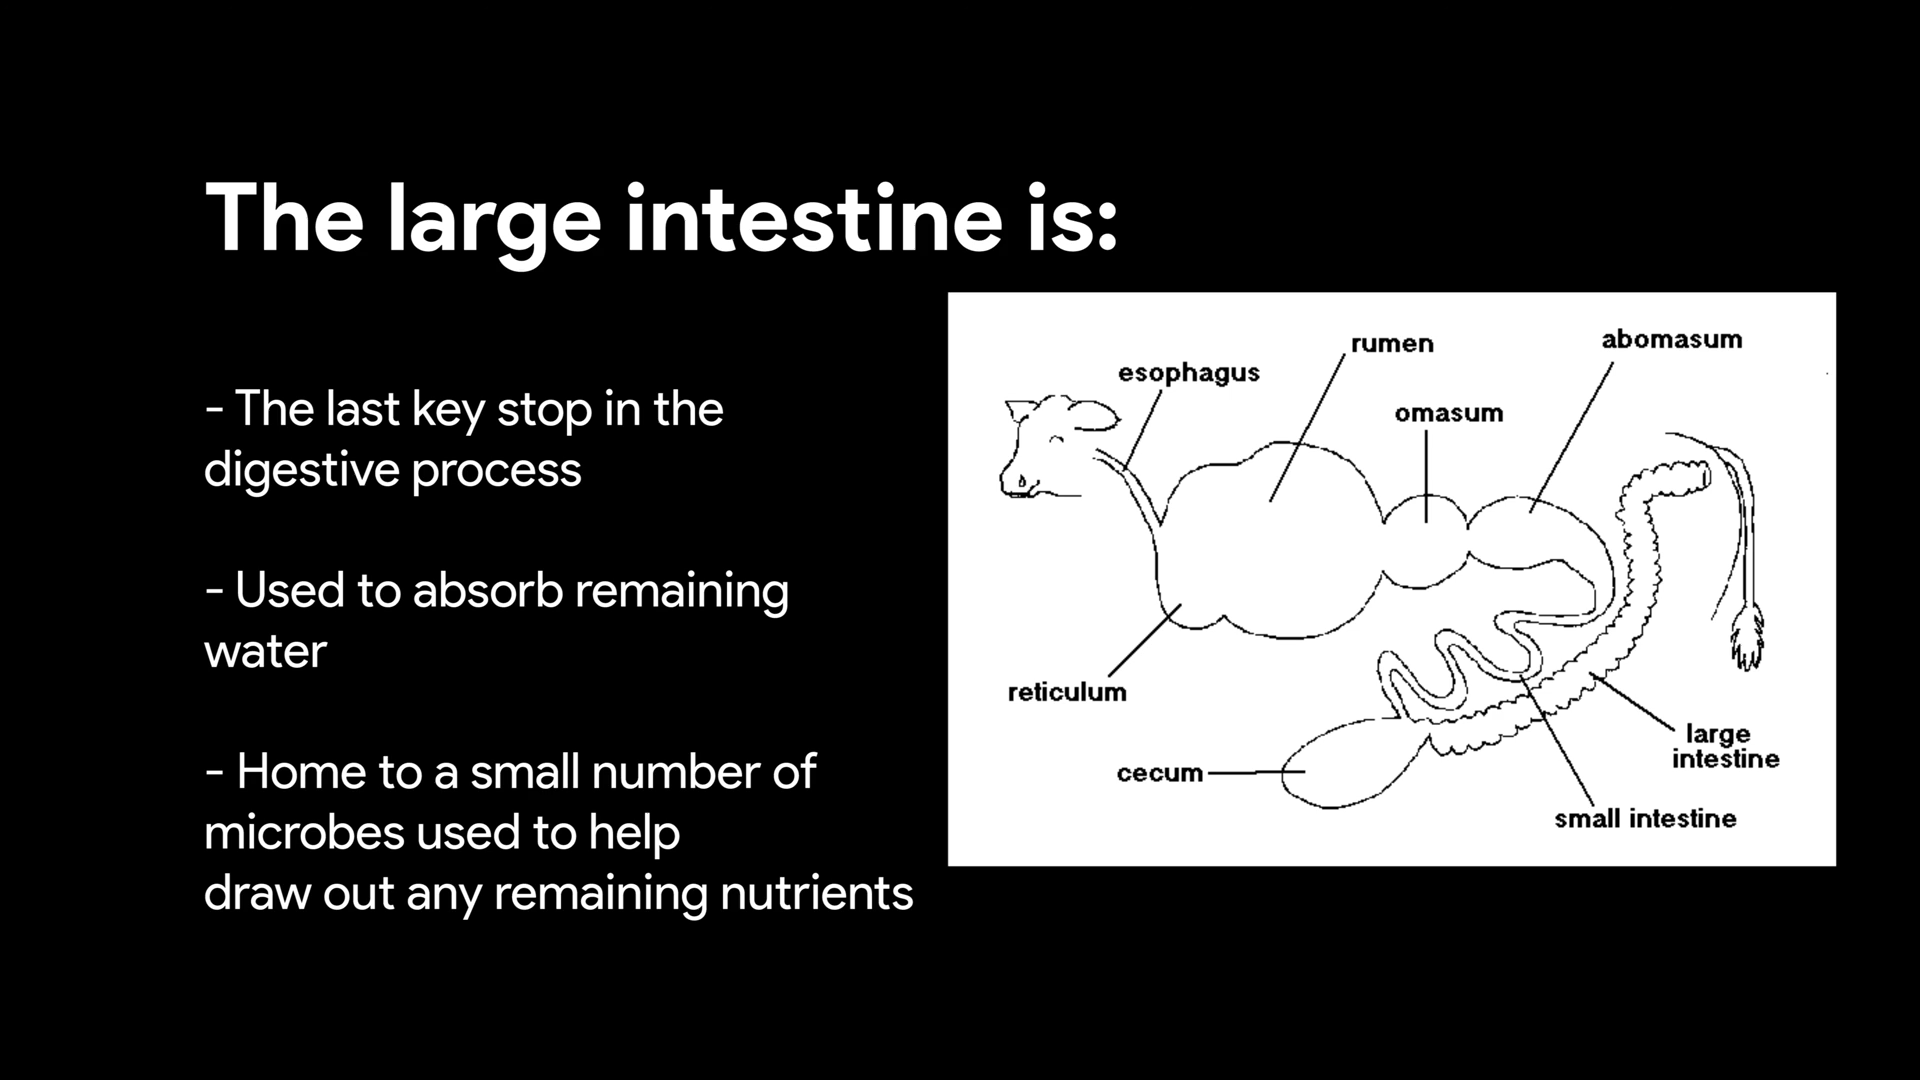 The large intestine is:
- The last key stop in the
digestive process
- Used to absorb remaining
water
- Home to a small number of
microbes used to help
draw out any remaining nutrients
esophagus
rumen
abomasum
omasum
reticulum
cecum
large
intestine
small intestine